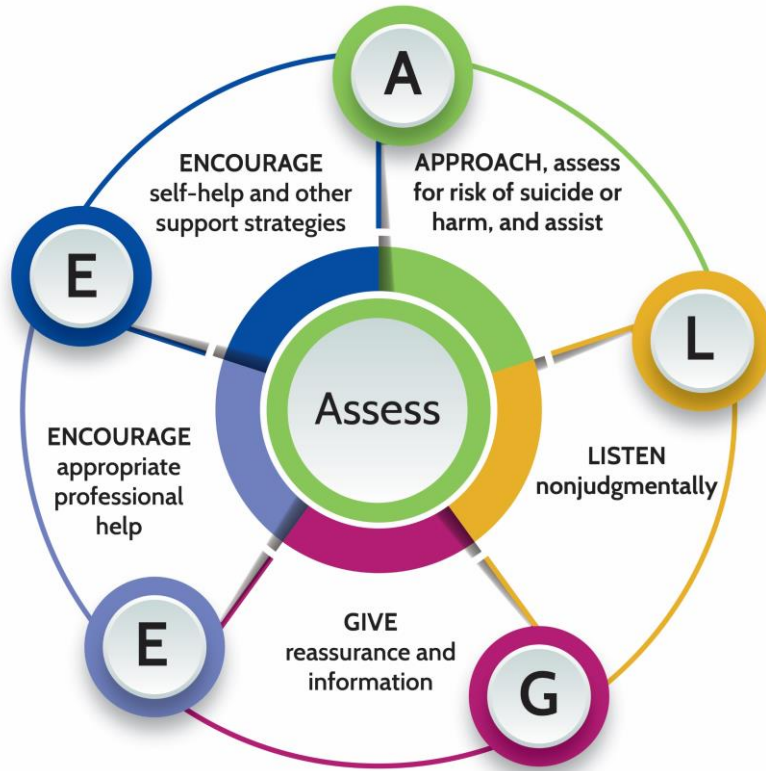 A
APPROACH, assess
for risk of suicide or
harm, and assist
L
LISTEN
nonjudgmentally
G
GIVE
reassurance and
information
E
ENCOURAGE
appropriate
professional
help
E
ENCOURAGE
self-help and other
support strategies
Assess